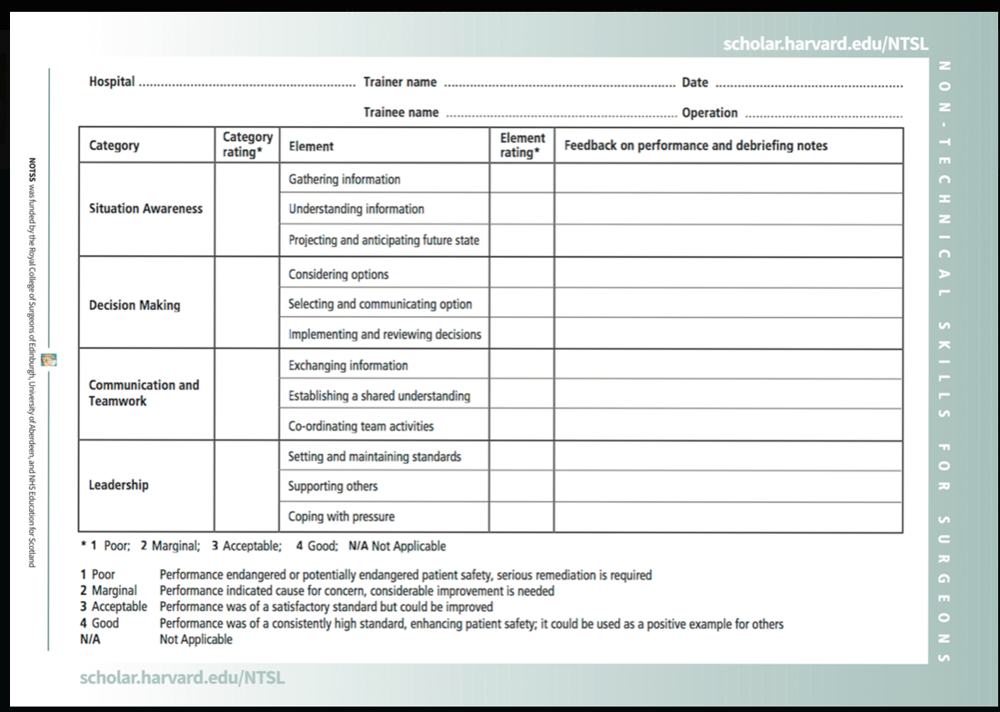 scholar.harvard.edu/NTSL
Hospital ........ Trainer name ........ Date ........
Trainee name ........ Operation ........
Category Category rating* Element Element rating* Feedback on performance and debriefing notes
Situation Awareness
Gathering information
Understanding information
Projecting and anticipating future state
Decision Making
Considering options
Selecting and communicating option
Implementing and reviewing decisions
Communication and
Teamwork
Exchanging information
Establishing a shared understanding
Co-ordinating team activities
Leadership
Setting and maintaining standards
Supporting others
Coping with pressure
* 1 Poor; 2 Marginal; 3 Acceptable; 4 Good; N/A Not Applicable
1 Poor Performance endangered or potentially endangered patient safety, serious remediation is required
2 Marginal Performance indicated cause for concern, considerable improvement is needed
3 Acceptable Performance was of a satisfactory standard but could be improved
4 Good Performance was of a consistently high standard, enhancing patient safety; it could be used as a positive example for others
N/A Not Applicable
scholar.harvard.edu/NTSL
NOTSS was funded by the Royal College of Surgeons of Edinburgh, University of Aberdeen, and NHS Education for Scotland
NON-TECHNICAL SKILLS FOR SURGEONS